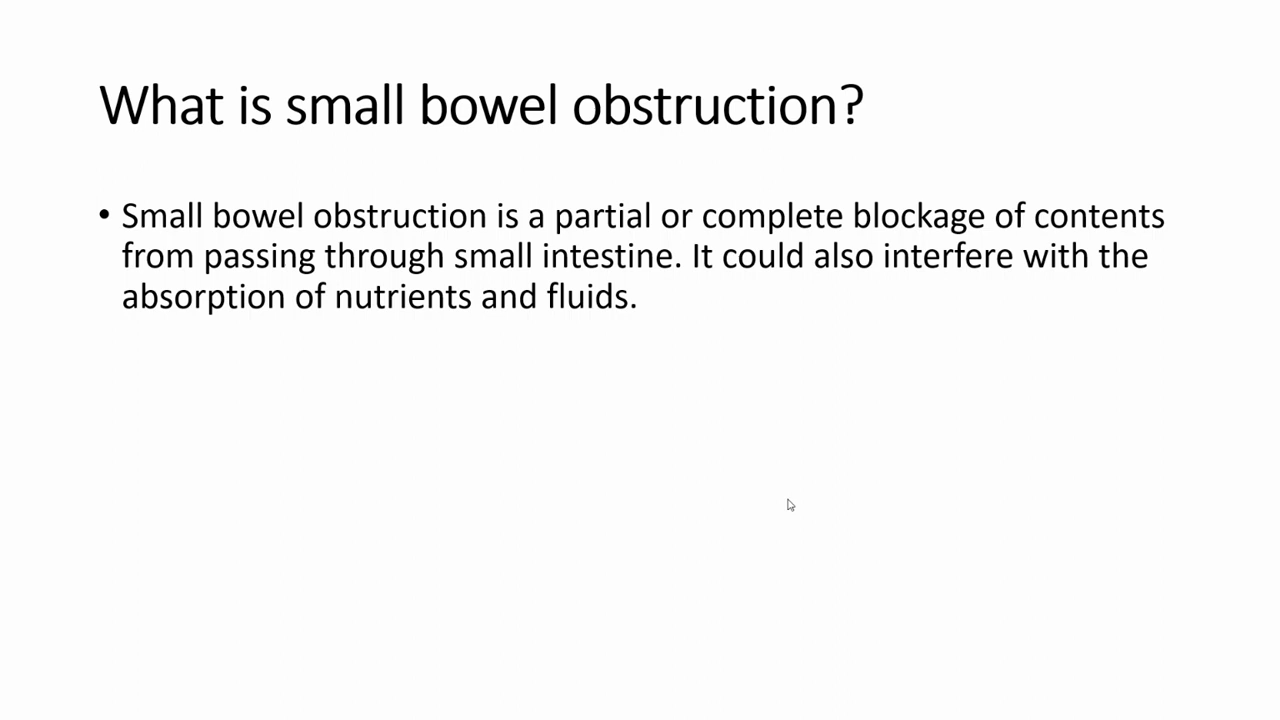 What is small bowel obstruction?
• Small bowel obstruction is a partial or complete blockage of contents
from passing through small intestine. It could also interfere with the
absorption of nutrients and fluids.